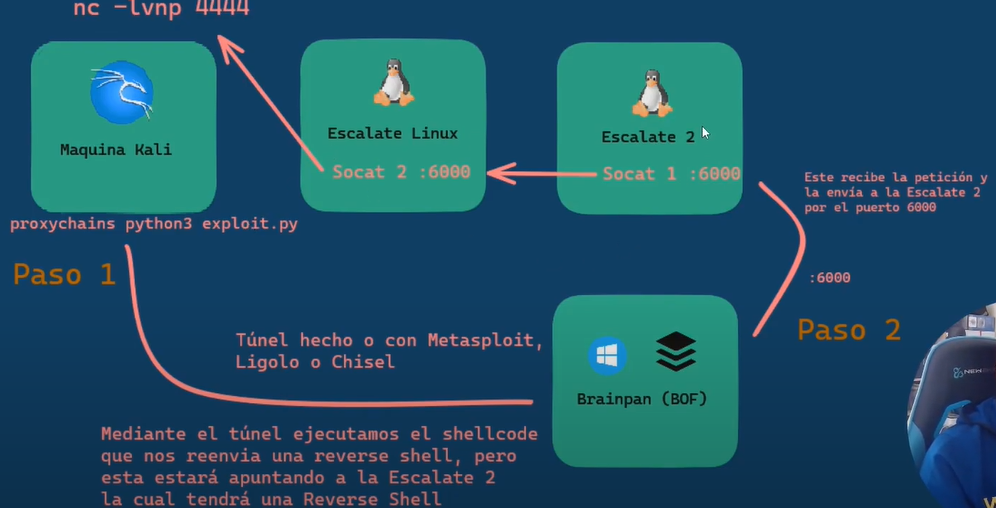 nc -lvnp 4444
Maquina Kali
Escalate Linux
Socat 2 :6000
Escalate 2
Socat 1 :6000
Este recibe la petición y
la envía a la Escalate 2
por el puerto 6000
proxychains python3 exploit.py
Paso 1
:6000
Paso 2
Túnel hecho o con Metasploit,
Ligolo o Chisel
Brainpan (BOF)
Mediante el túnel ejecutamos el shellcode
que nos reenvia una reverse shell, pero
esta estará apuntando a la Escalate 2
la cual tendrá una Reverse Shell